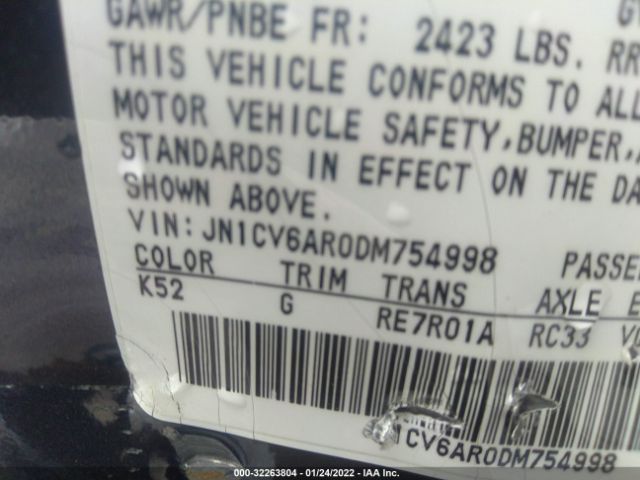 GAWR/PNBE FR: 2423 LBS. RR
THIS VEHICLE CONFORMS TO ALL
MOTOR VEHICLE SAFETY, BUMPER,
STANDARDS IN EFFECT ON THE DA
SHOWN ABOVE.
VIN: JN1CV6AR0DM754998 PASSE
COLOR TRIM TRANS AXLE E
K52 G RE7R01A RC33
CV6AR0DM754998
000-32263804 - 01/24/2022 - IAA Inc.